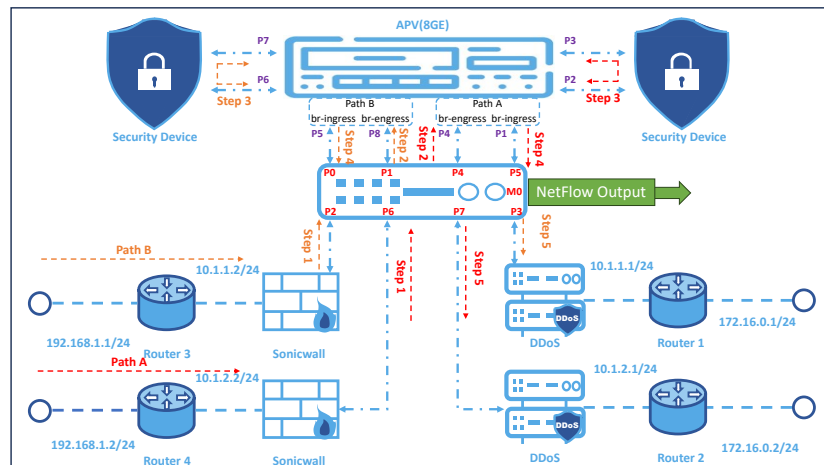 APV(8GE)
P7
P3
P6
P2
Step 3
Step 3
Security Device
Security Device
Path B
Path A
br-ingress
br-engress
br-engress
br-ingress
P5
P8
P4
P1
Step 4
Step 2
Step 2
Step 4
P0
P1
P4
P5
M0
NetFlow Output
P2
P6
P7
P3
Step 1
Step 1
Step 5
Step 5
Path B
10.1.1.2/24
10.1.1.1/24
DDoS
192.168.1.1/24
Router 3
Sonicwall
DDoS
Router 1
172.16.0.1/24
Path A
10.1.2.2/24
10.1.2.1/24
DDoS
192.168.1.2/24
Router 4
Sonicwall
DDoS
Router 2
172.16.0.2/24